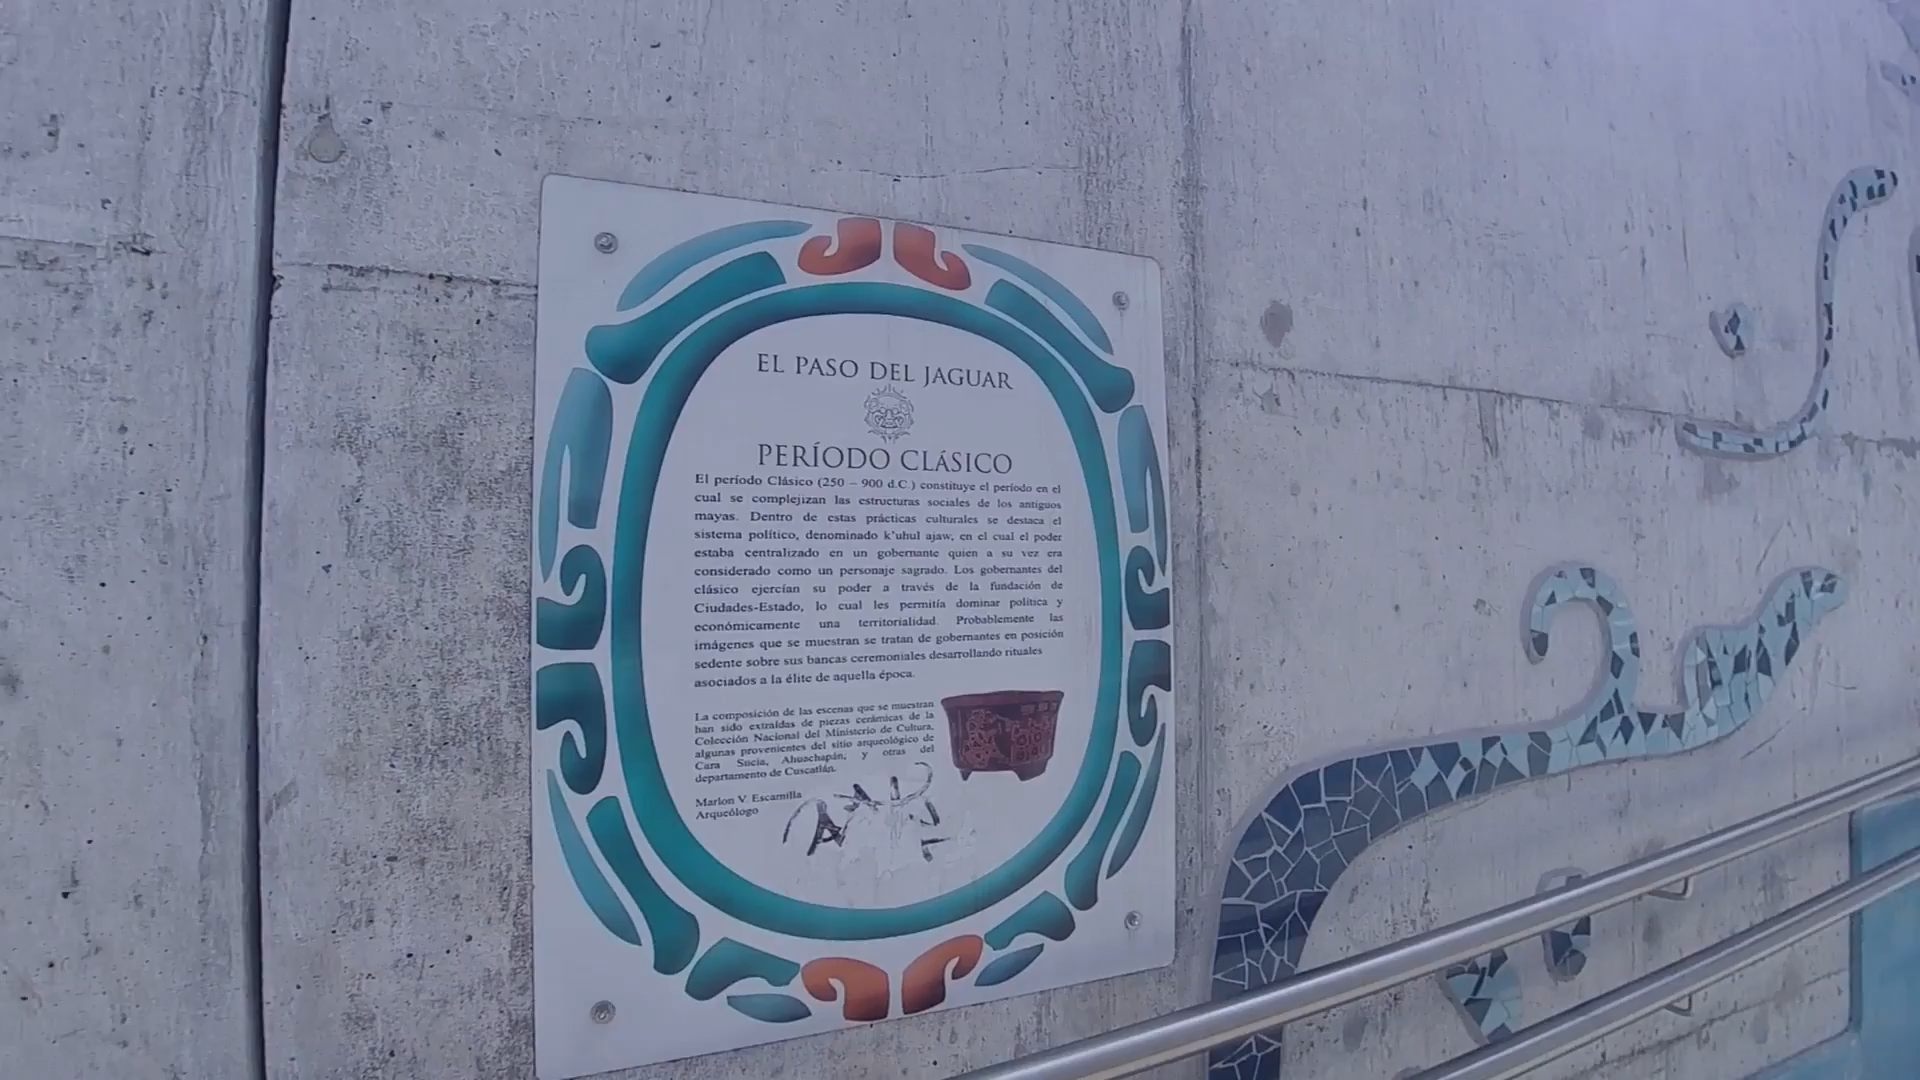 EL PASO DEL JAGUAR
PERÍODO CLÁSICO
El período Clásico (250 – 900 d.C.) constituye el período en el
cual se complejizan las estructuras sociales de los antiguos
mayas. Dentro de estas prácticas culturales se destaca el
sistema político, denominado k'uhul ajaw, en el cual el poder
estaba centralizado en un gobernante quien a su vez era
considerado como un personaje sagrado. Los gobernantes del
clásico ejercían su poder a través de la fundación de
Ciudades-Estado, lo cual les permitía dominar política y
económicamente una territorialidad. Probablemente las
imágenes que se muestran se tratan de gobernantes en posición
sedente sobre sus bancas ceremoniales desarrollando rituales
asociados a la élite de aquella época.
La composición de las escenas que se muestran
han sido extraídas de piezas cerámicas de la
Colección Nacional del Ministerio de Cultura,
algunas provenientes del sitio arqueológico de
Cara Sucia, Ahuachapán, y otras del
departamento de Cuscatlán.
Marlon V. Escamilla
Arqueólogo